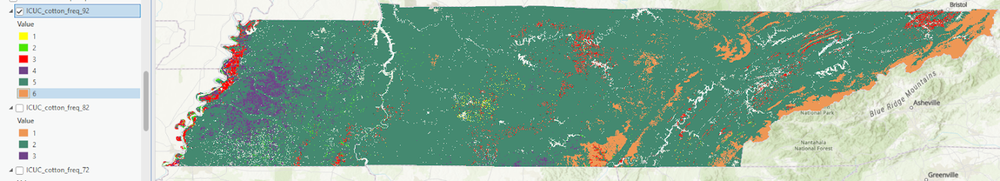 ICUC_cotton_freq_92
Value
1
2
3
4
5
6
ICUC_cotton_freq_82
Value
1
2
3
ICUC_cotton_freq_72
Bristol
Blue Ridge Mountains
Asheville
National Park
Nantahala
National Forest
Greenville